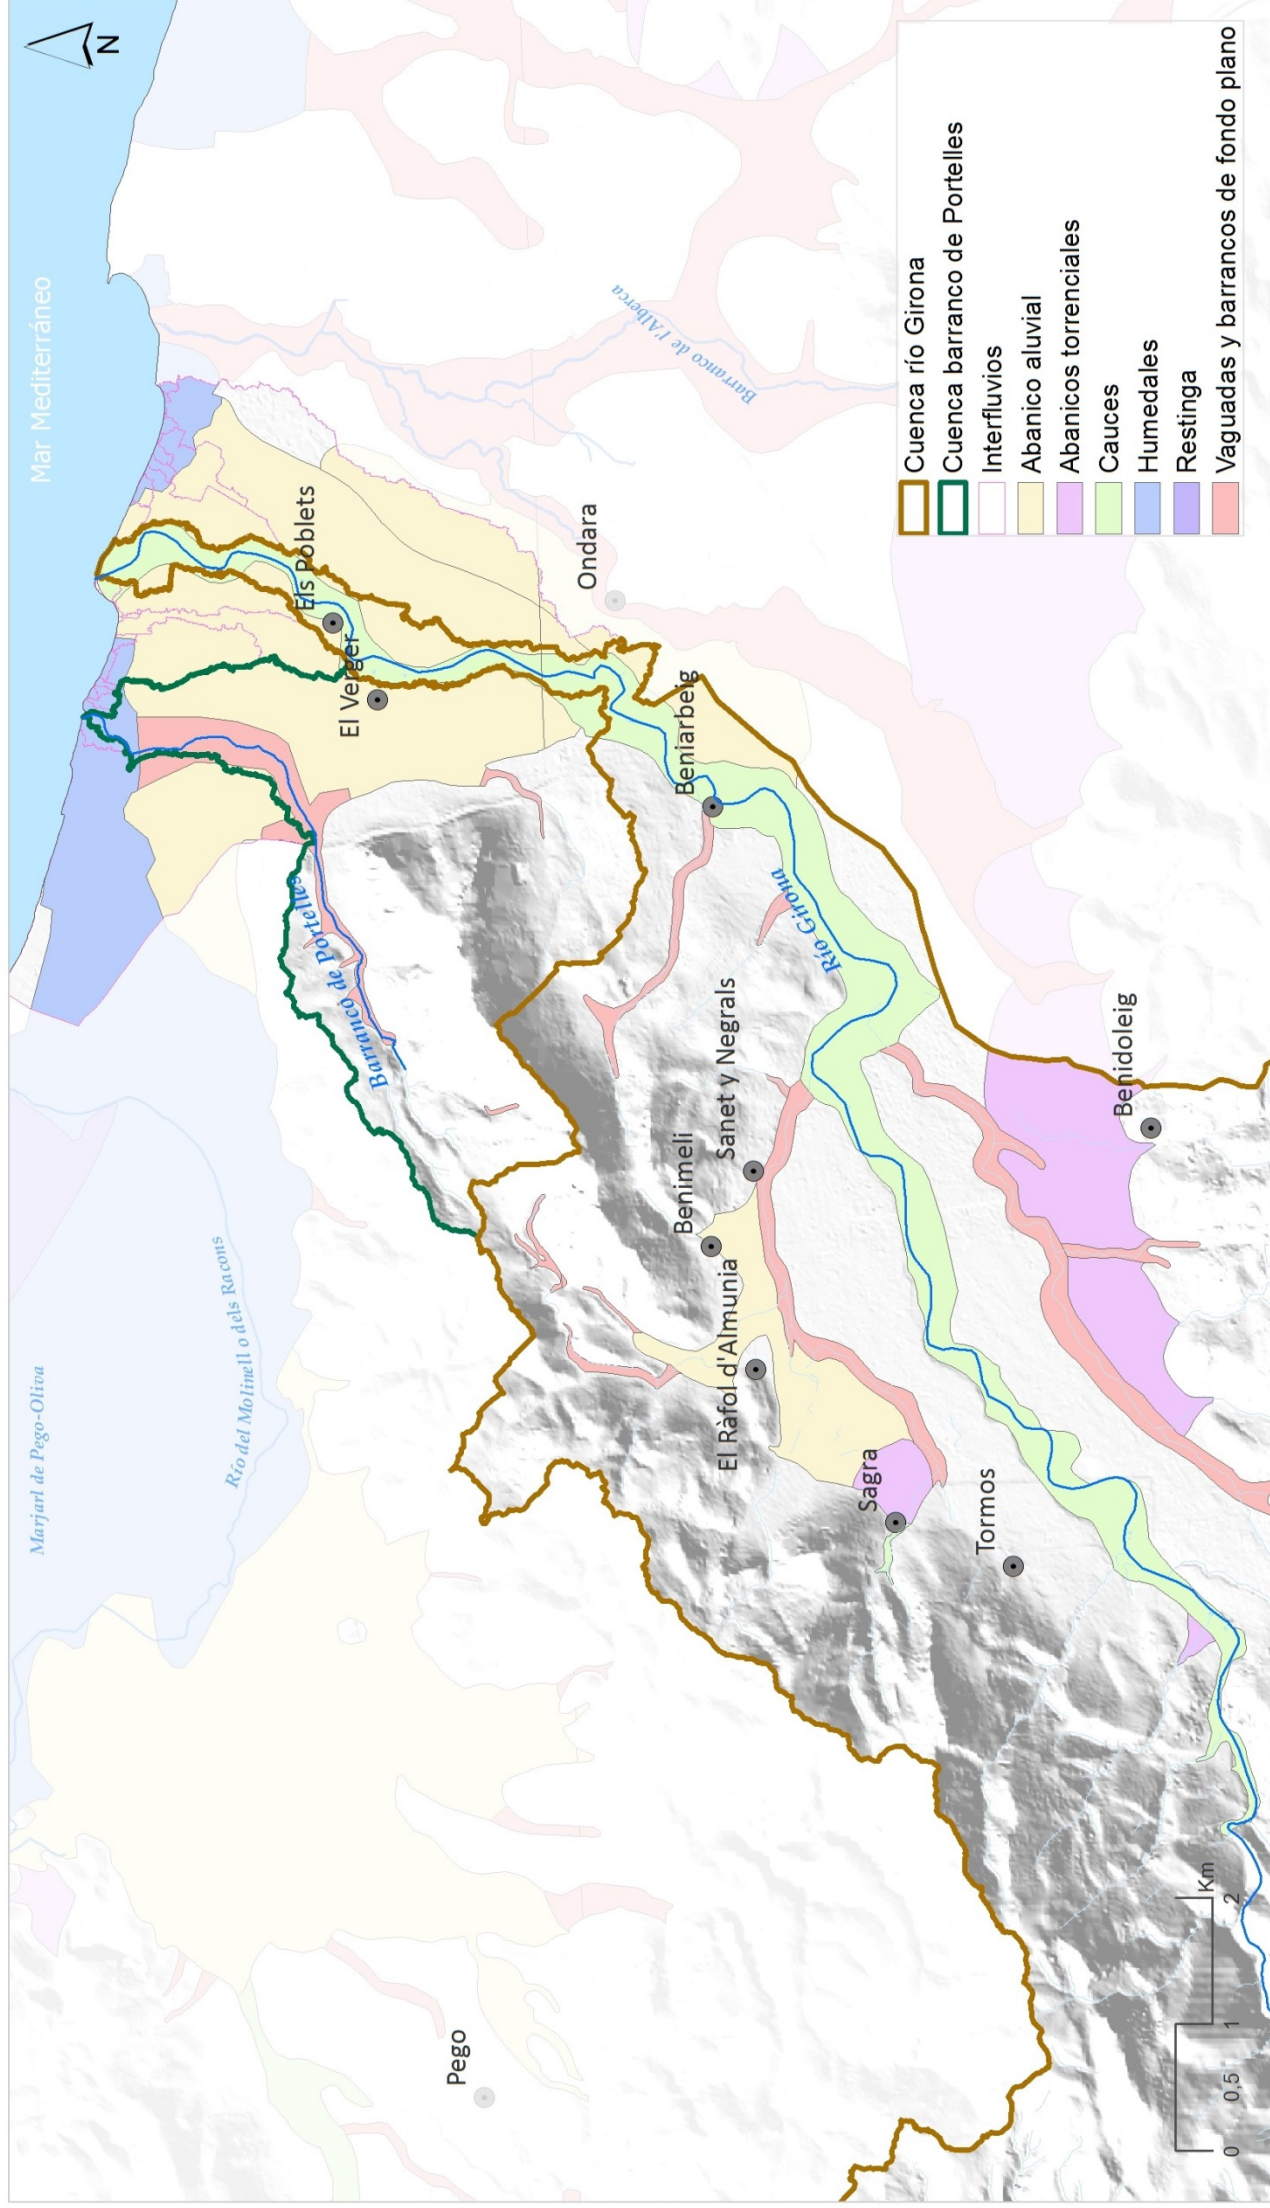 Mar Mediterráneo
N
Marjarl de Pego-Oliva
Río del Molinell o dels Racons
Barranco de Portelles
Els Poblets
El Verger
Ondara
Barranco de l'Alberca
Beniarbeig
Río Girona
Sanet y Negrals
Benimeli
El Ràfol d'Almunia
Sagra
Tormos
Benidoleig
Pego
Cuenca río Girona
Cuenca barranco de Portelles
Interfluvios
Abanico aluvial
Abanicos torrenciales
Cauces
Humedales
Restinga
Vaguadas y barrancos de fondo plano
0 0,5 1 2
Km